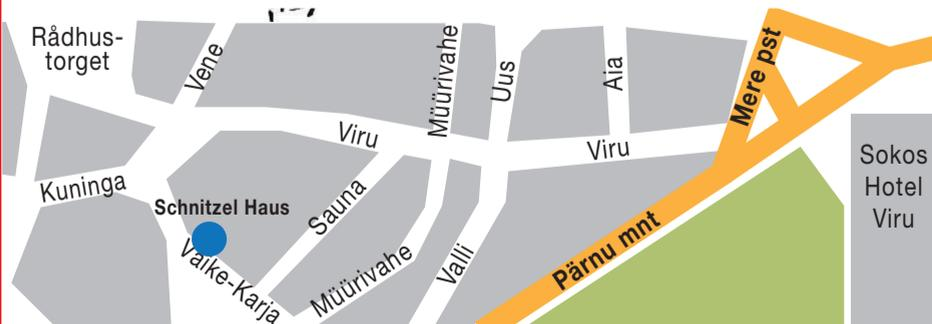 Rådhus-
torget
Vene
Müürivahe
Uus
Aia
Mere pst
Viru
Viru
Kuninga
Schnitzel Haus
Sauna
Väike-Karja
Müürivahe
Valli
Pärnu mnt
Sokos
Hotel
Viru